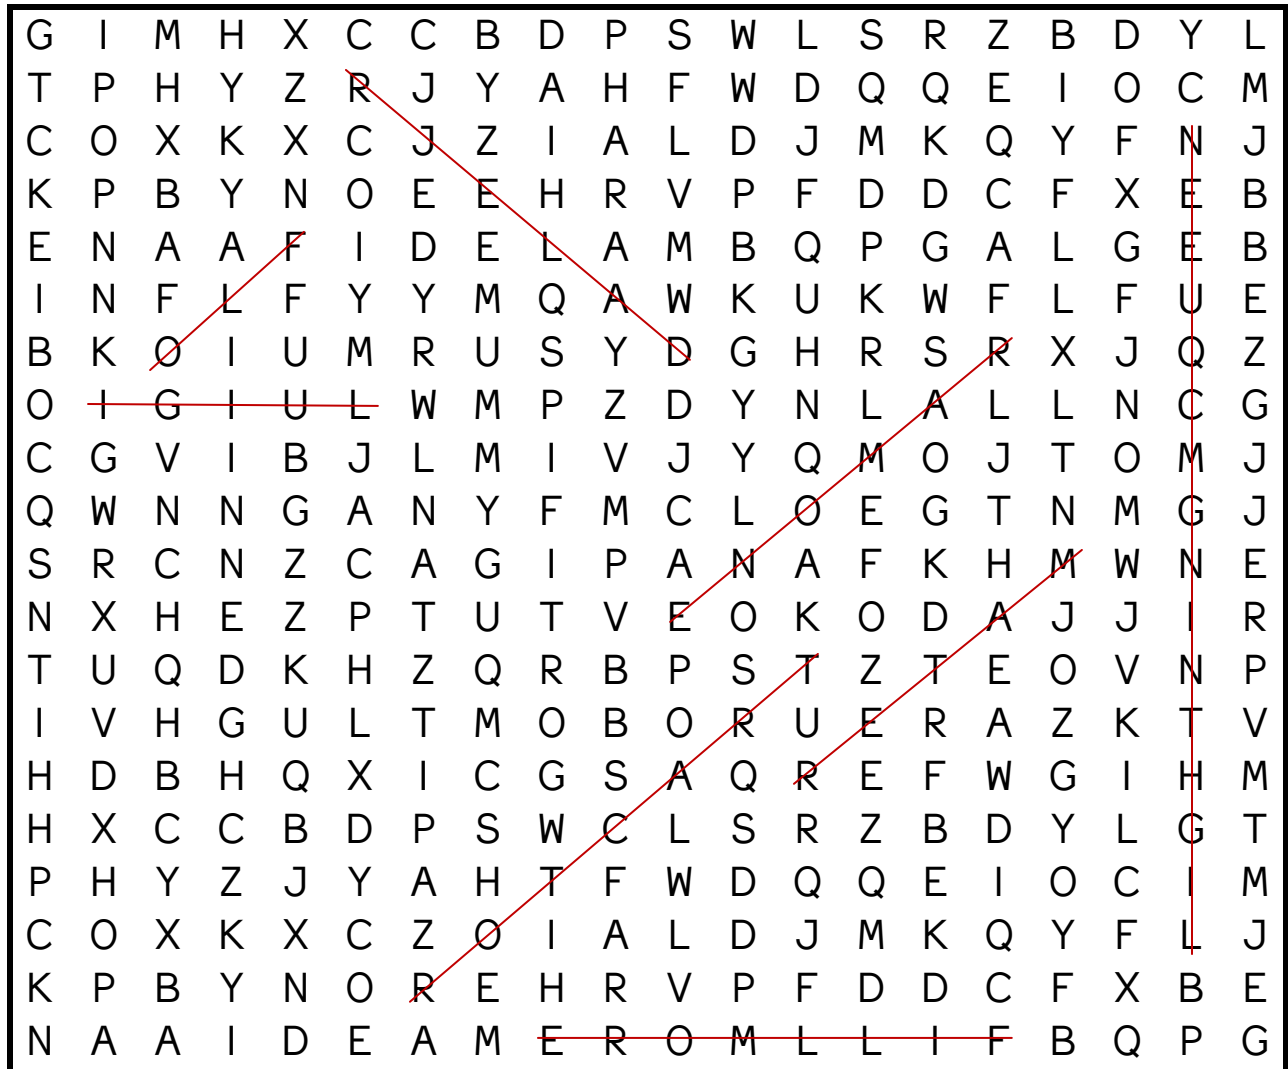 G I M H X C C B D P S W L S R Z B D Y L
T P H Y Z R J Y A H F W D Q Q E I O C M
C O X K X C J Z I A L D J M K Q Y F N J
K P B Y N O E E H R V P F D D C F X E B
E N A A F I D E L A M B Q P G A L G E B
I N F L F Y Y M Q A W K U K W F L F U E
B K O I U M R U S Y D G H R S R X J Q Z
O I G I U L W M P Z D Y N L A L L N C G
C G V I B J L M I V J Y Q M O J T O M J
Q W N N G A N Y F M C L O E G T N M G J
S R C N Z C A G I P A N A F K H M W N E
N X H E Z P T U T V E O K O D A J J I R
T U Q D K H Z Q R B P S T Z T E O V N P
I V H G U L T M O B O R U E R A Z K T V
H D B H Q X I C G S A Q R E F W G I H M
H X C C B D P S W C L S R Z B D Y L G T
P H Y Z J Y A H T F W D Q Q E I O C I M
C O X K X C Z O I A L D J M K Q Y F L J
K P B Y N O R E H R V P F D D C F X B E
N A A I D E A M E R O M L L I F B Q P G